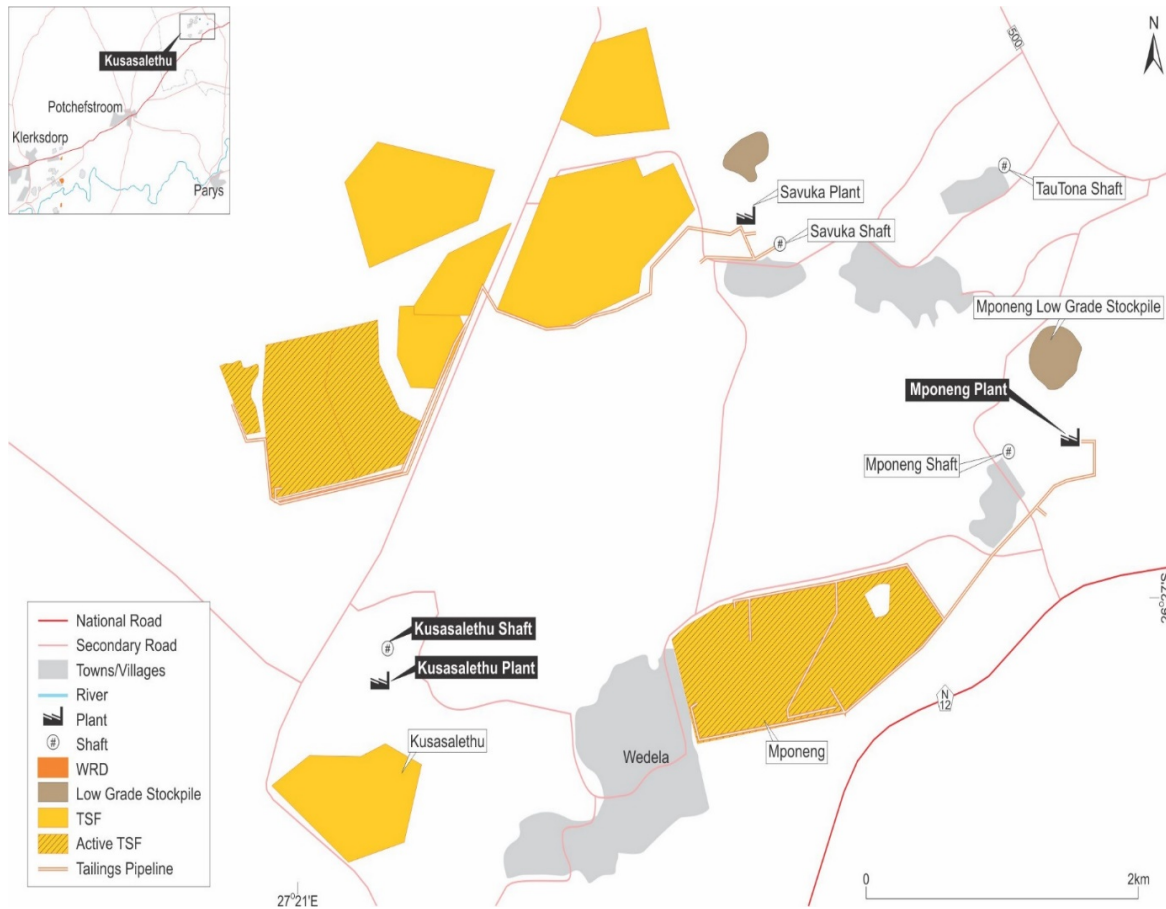 Kusasalethu
Potchefstroom
Klerksdorp
Parys
500
N
Savuka Plant
TauTona Shaft
Savuka Shaft
Mponeng Low Grade Stockpile
Mponeng Plant
Mponeng Shaft
26°27'S
Kusasalethu Shaft
Kusasalethu Plant
N
12
Kusasalethu
Mponeng
Wedela
National Road
Secondary Road
Towns/Villages
River
Plant
# Shaft
WRD
Low Grade Stockpile
TSF
Active TSF
Tailings Pipeline
27°21'E
0 2km
#
#
#
#